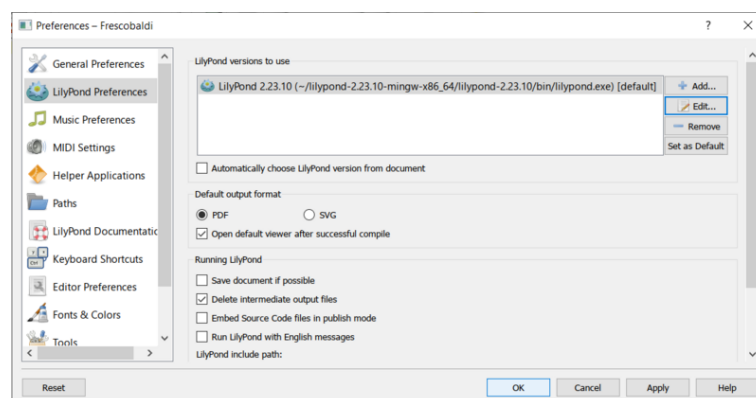 Preferences – Frescobaldi
?
General Preferences
LilyPond Preferences
Music Preferences
MIDI Settings
Helper Applications
Paths
LilyPond Documentatic
Keyboard Shortcuts
Editor Preferences
Fonts & Colors
Tools
LilyPond versions to use
LilyPond 2.23.10 (~/lilypond-2.23.10-mingw-x86_64/lilypond-2.23.10/bin/lilypond.exe) [default]
Add...
Edit...
Remove
Set as Default
Automatically choose LilyPond version from document
Default output format
PDF SVG
Open default viewer after successful compile
Running LilyPond
Save document if possible
Delete intermediate output files
Embed Source Code files in publish mode
Run LilyPond with English messages
LilyPond include path:
Reset OK Cancel Apply Help